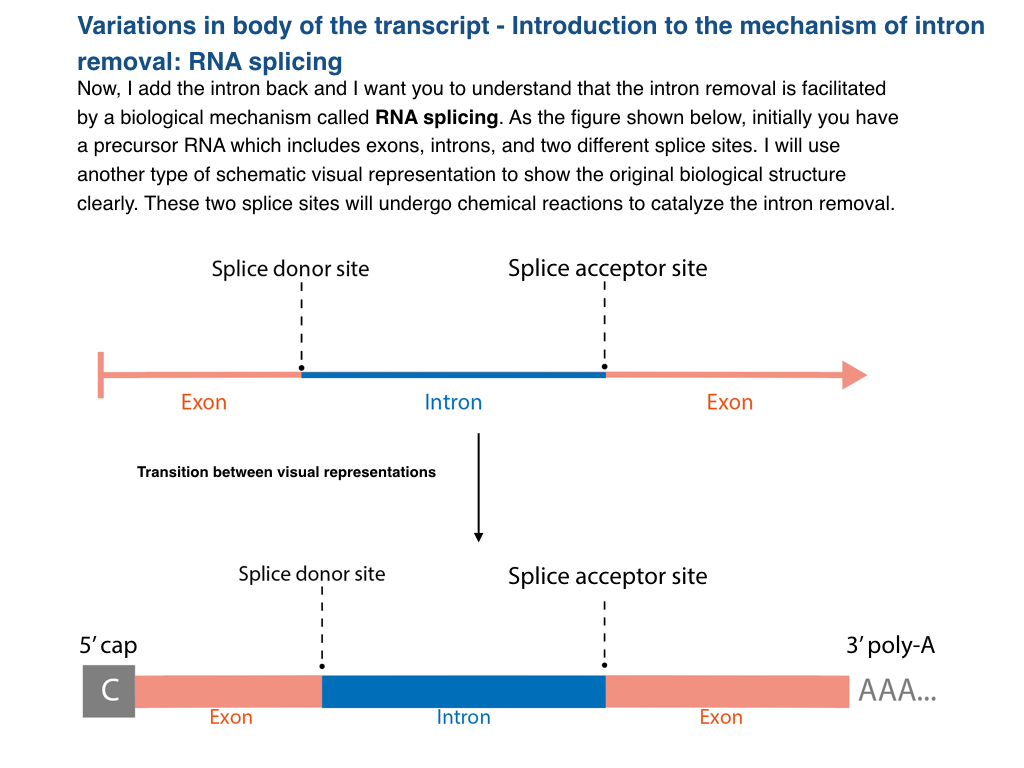 Variations in body of the transcript - Introduction to the mechanism of intron
removal: RNA splicing
Now, I add the intron back and I want you to understand that the intron removal is facilitated
by a biological mechanism called RNA splicing. As the figure shown below, initially you have
a precursor RNA which includes exons, introns, and two different splice sites. I will use
another type of schematic visual representation to show the original biological structure
clearly. These two splice sites will undergo chemical reactions to catalyze the intron removal.
Splice donor site
Splice acceptor site
Exon
Intron
Exon
Transition between visual representations
Splice donor site
Splice acceptor site
5’ cap
3’ poly-A
C
AAA...
Exon
Intron
Exon